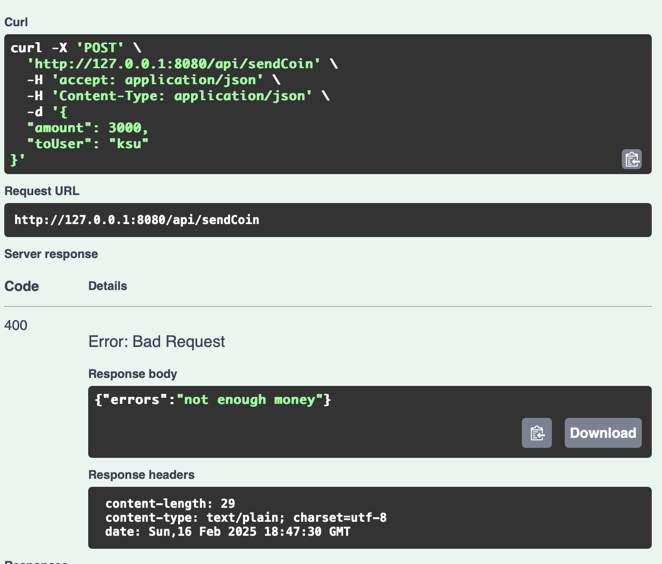 Curl
curl -X 'POST' \
'http://127.0.0.1:8080/api/sendCoin' \
-H 'accept: application/json' \
-H 'Content-Type: application/json' \
-d '{
"amount": 3000,
"toUser": "ksu"
}'
Request URL
http://127.0.0.1:8080/api/sendCoin
Server response
Code Details
400
Error: Bad Request
Response body
{"errors":"not enough money"}
Download
Response headers
content-length: 29
content-type: text/plain; charset=utf-8
date: Sun,16 Feb 2025 18:47:30 GMT